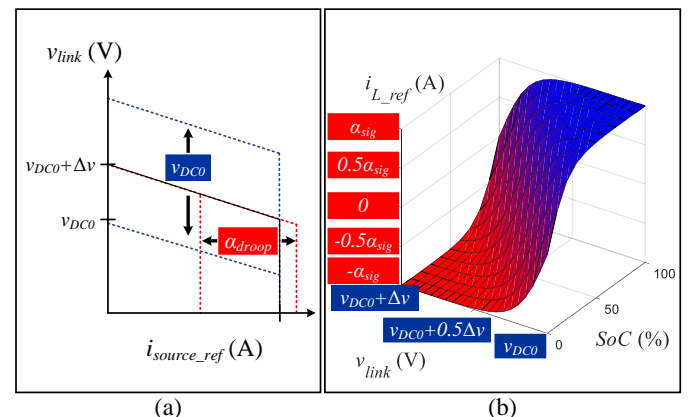 v_link (V)
v_DC0+Δv
v_DC0
v_DC0
α_droop
i_source_ref (A)
(a)
i_L_ref (A)
α_sig
0.5α_sig
0
-0.5α_sig
-α_sig
v_DC0+Δv
v_DC0+0.5Δv
v_DC0
v_link (V)
0
50
100
SoC (%)
(b)